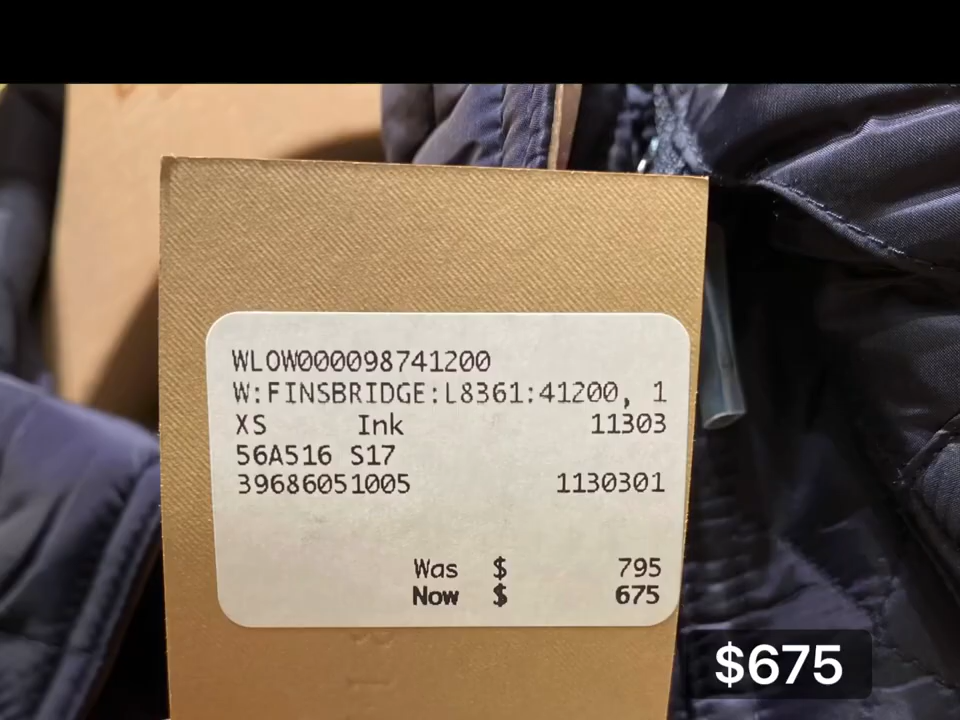 WLOW000098741200
W:FINSBRIDGE:L8361:41200, 1
XS Ink 11303
56A516 S17
39686051005 1130301
Was $ 795
Now $ 675
$675